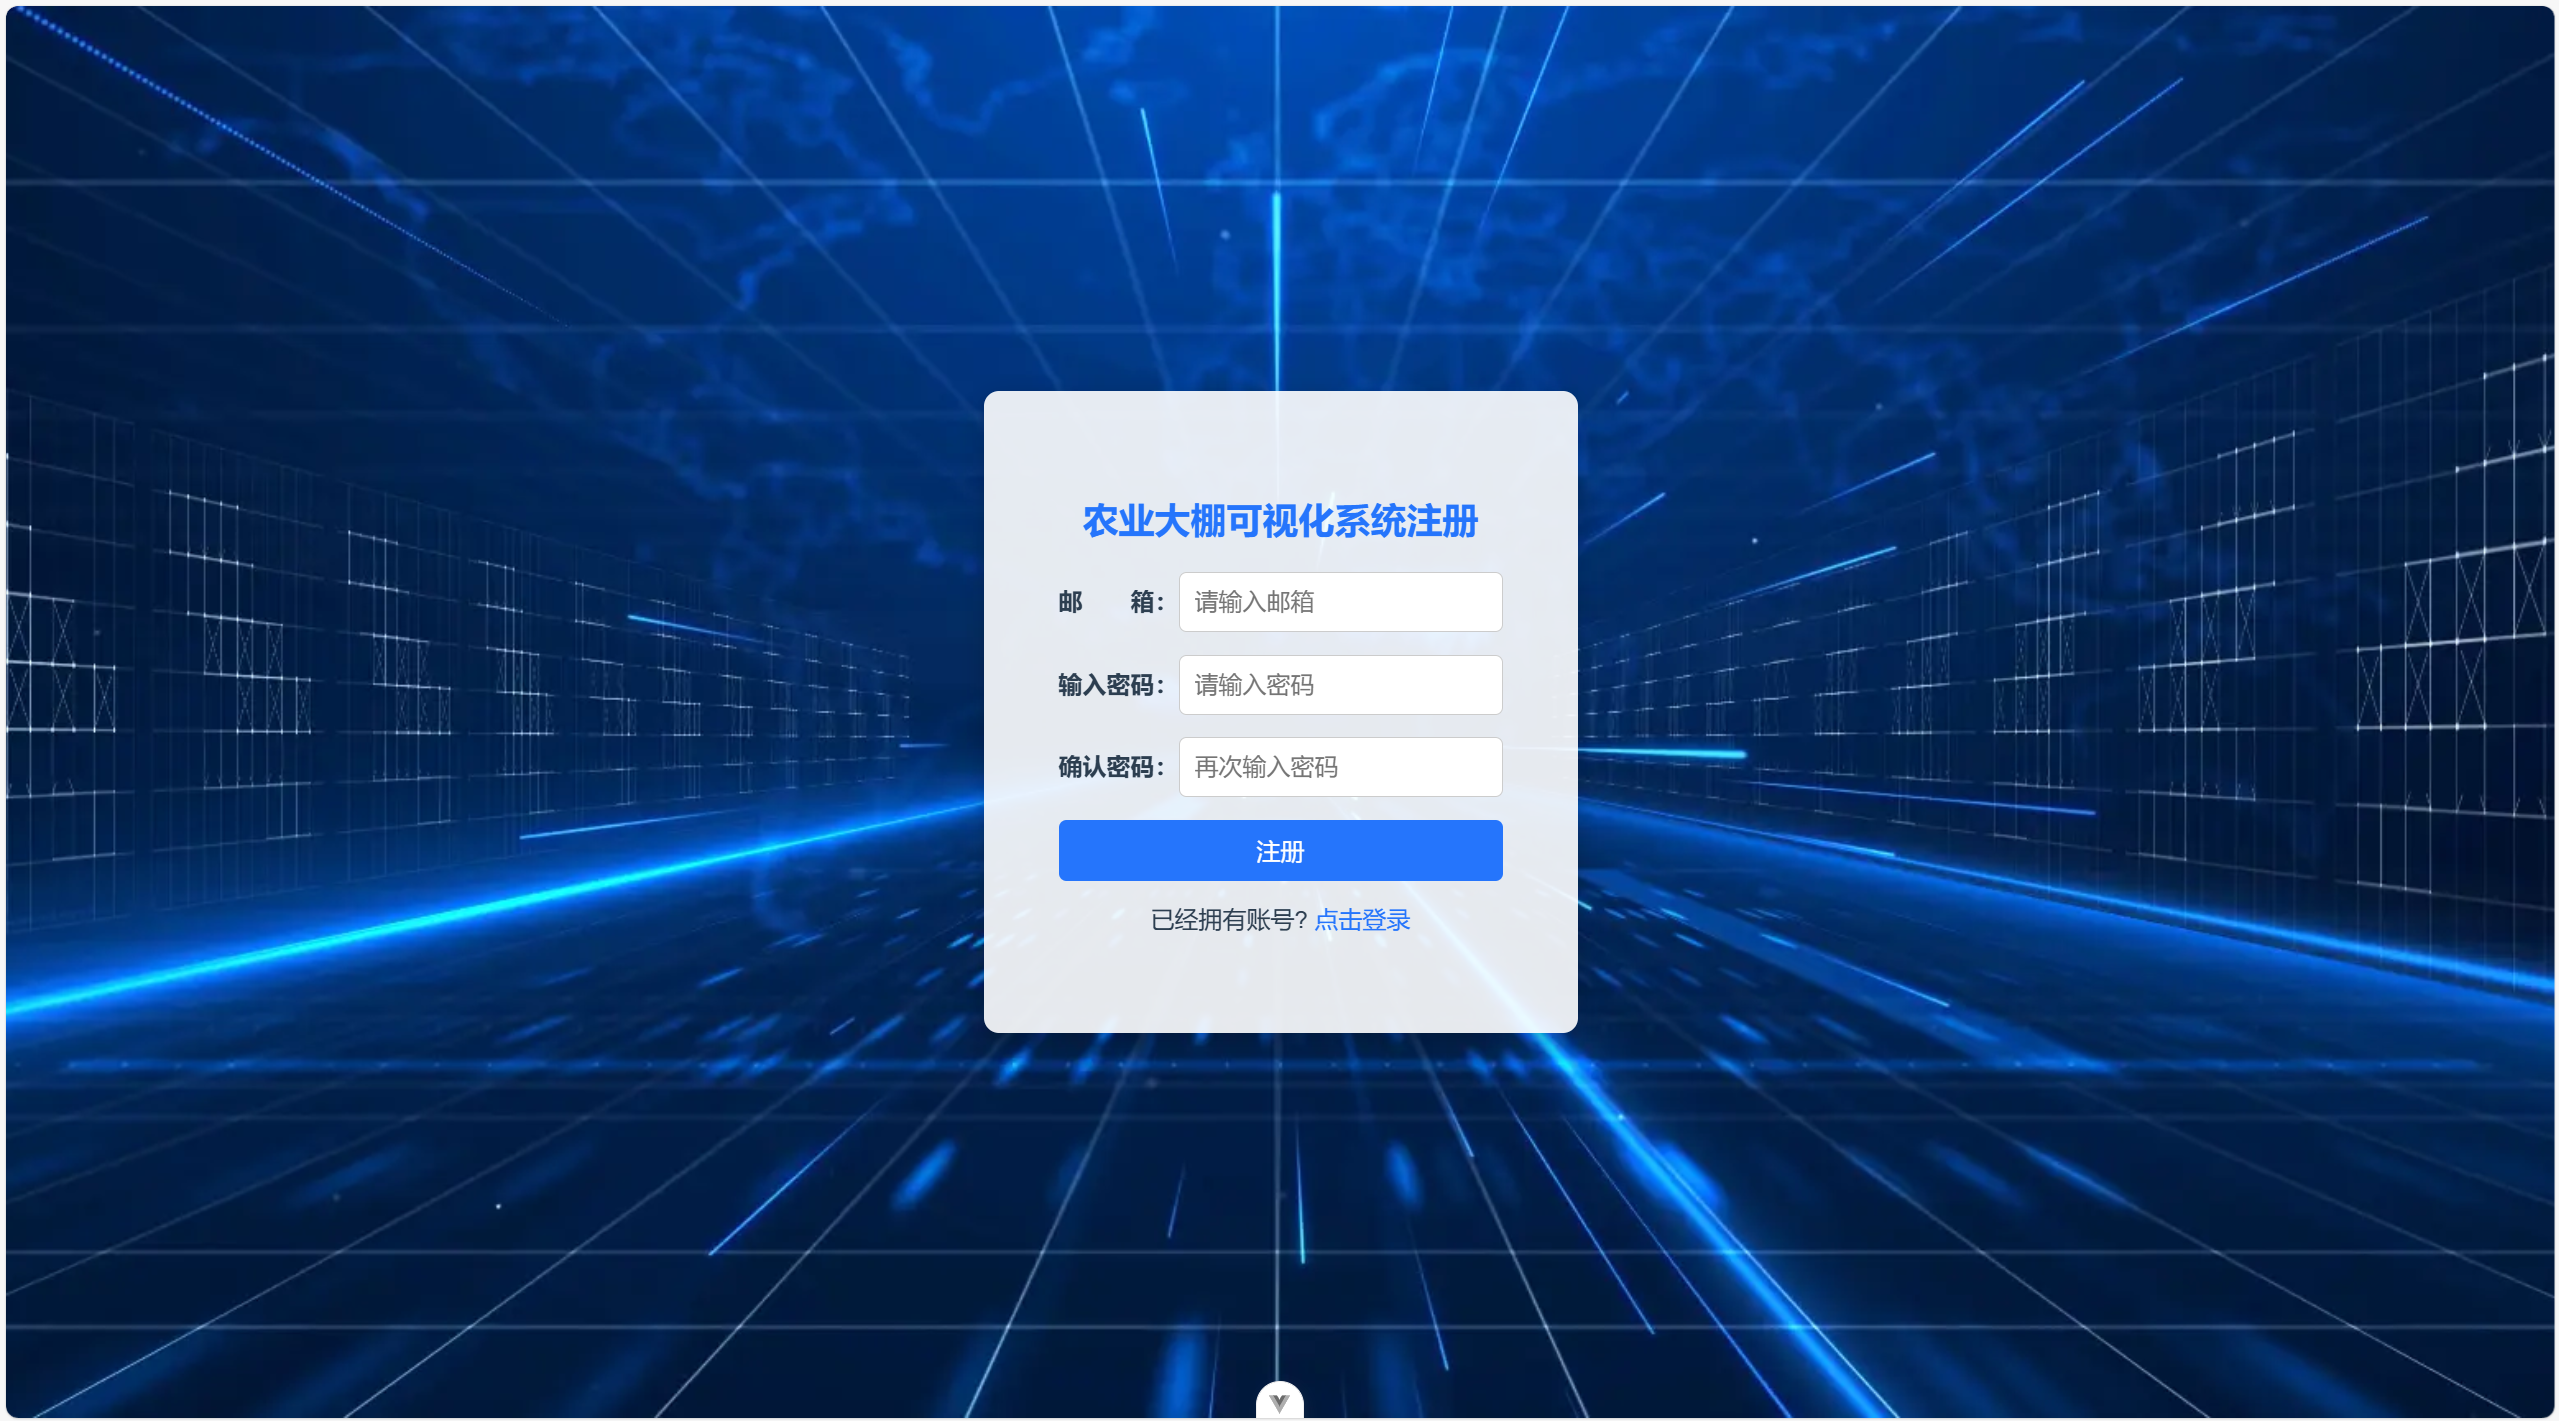 农业大棚可视化系统注册
邮　　箱： 请输入邮箱
输入密码： 请输入密码
确认密码： 再次输入密码
注册
已经拥有账号? 点击登录